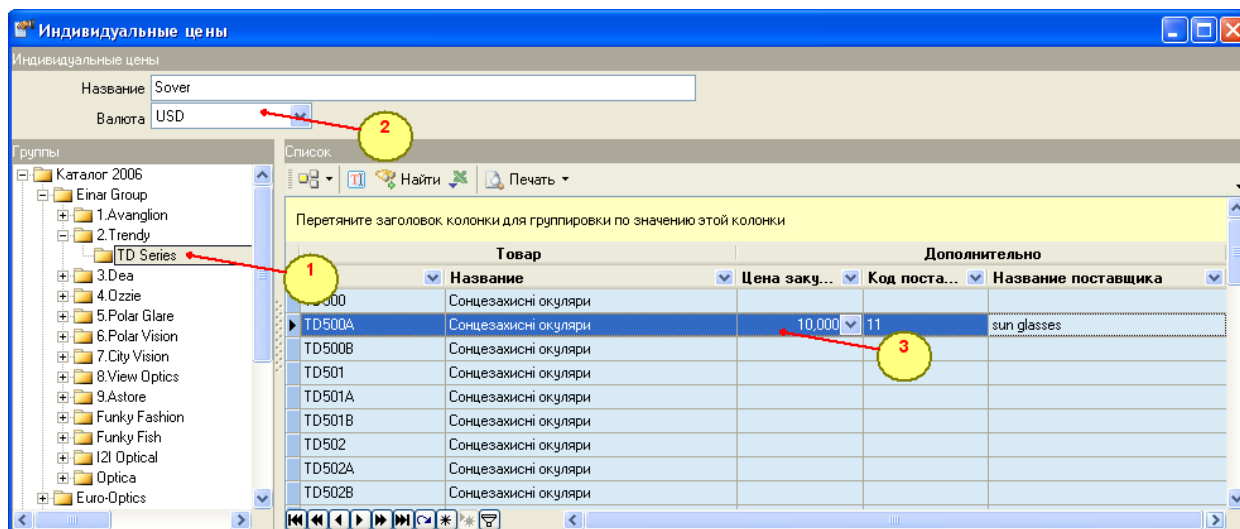 Индивидуальные цены
Индивидуальные цены
Название Sover
Валюта USD
2
Группы
Список
Каталог 2006
Einar Group
1.Avanglion
2.Trendy
TD Series
3.Dea
4.Ozzie
5.Polar Glare
6.Polar Vision
7.City Vision
8.View Optics
9.Astore
Funky Fashion
Funky Fish
I2I Optical
Optica
Euro-Optics
1
Найти Печать
Перетяните заголовок колонки для группировки по значению этой колонки
Товар Дополнительно
Название Цена заку... Код поста... Название поставщика
Сонцезахисні окуляри
TD500A Сонцезахисні окуляри 10,000 11 sun glasses
3
TD500B Сонцезахисні окуляри
TD501 Сонцезахисні окуляри
TD501A Сонцезахисні окуляри
TD501B Сонцезахисні окуляри
TD502 Сонцезахисні окуляри
TD502A Сонцезахисні окуляри
TD502B Сонцезахисні окуляри